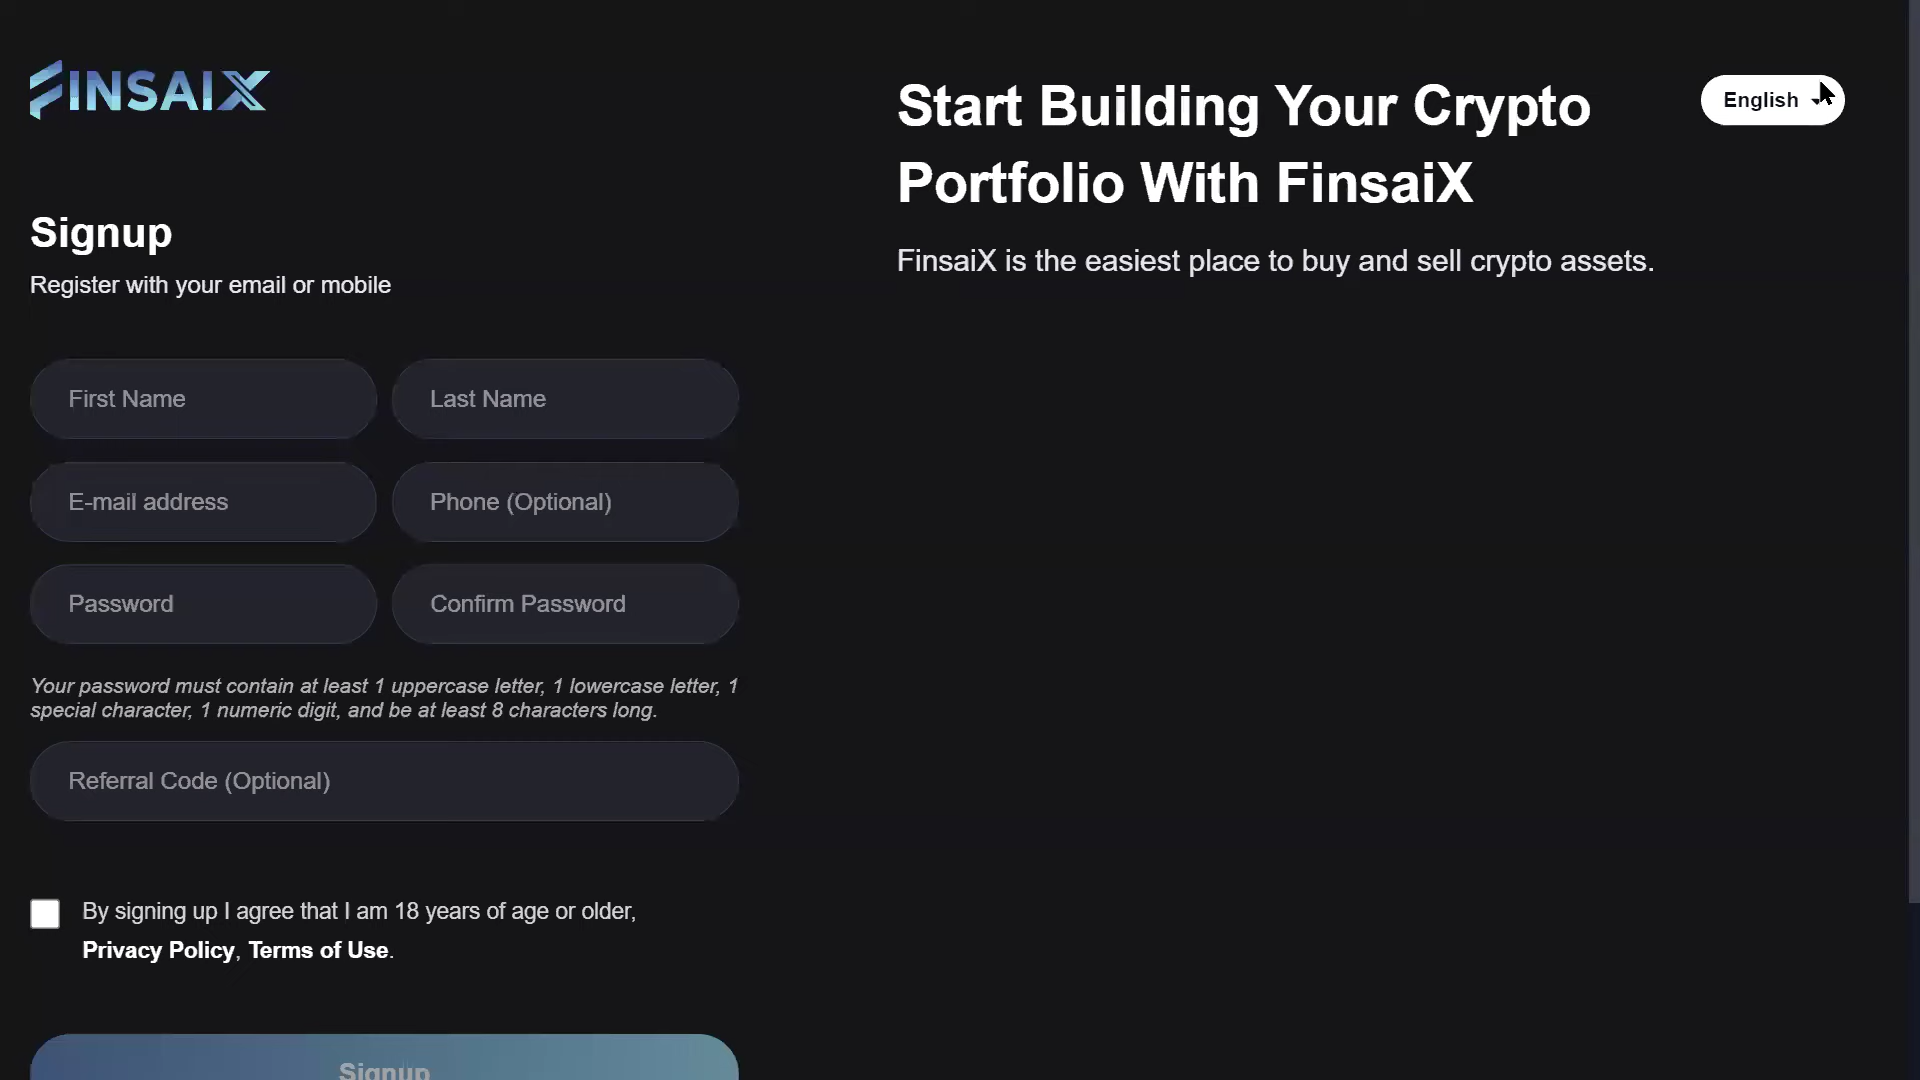 FINSAIX
Signup
Register with your email or mobile
First Name
Last Name
E-mail address
Phone (Optional)
Password
Confirm Password
Your password must contain at least 1 uppercase letter, 1 lowercase letter, 1
special character, 1 numeric digit, and be at least 8 characters long.
Referral Code (Optional)
By signing up I agree that I am 18 years of age or older,
Privacy Policy, Terms of Use.
Signup
Start Building Your Crypto
Portfolio With FinsaiX
FinsaiX is the easiest place to buy and sell crypto assets.
English